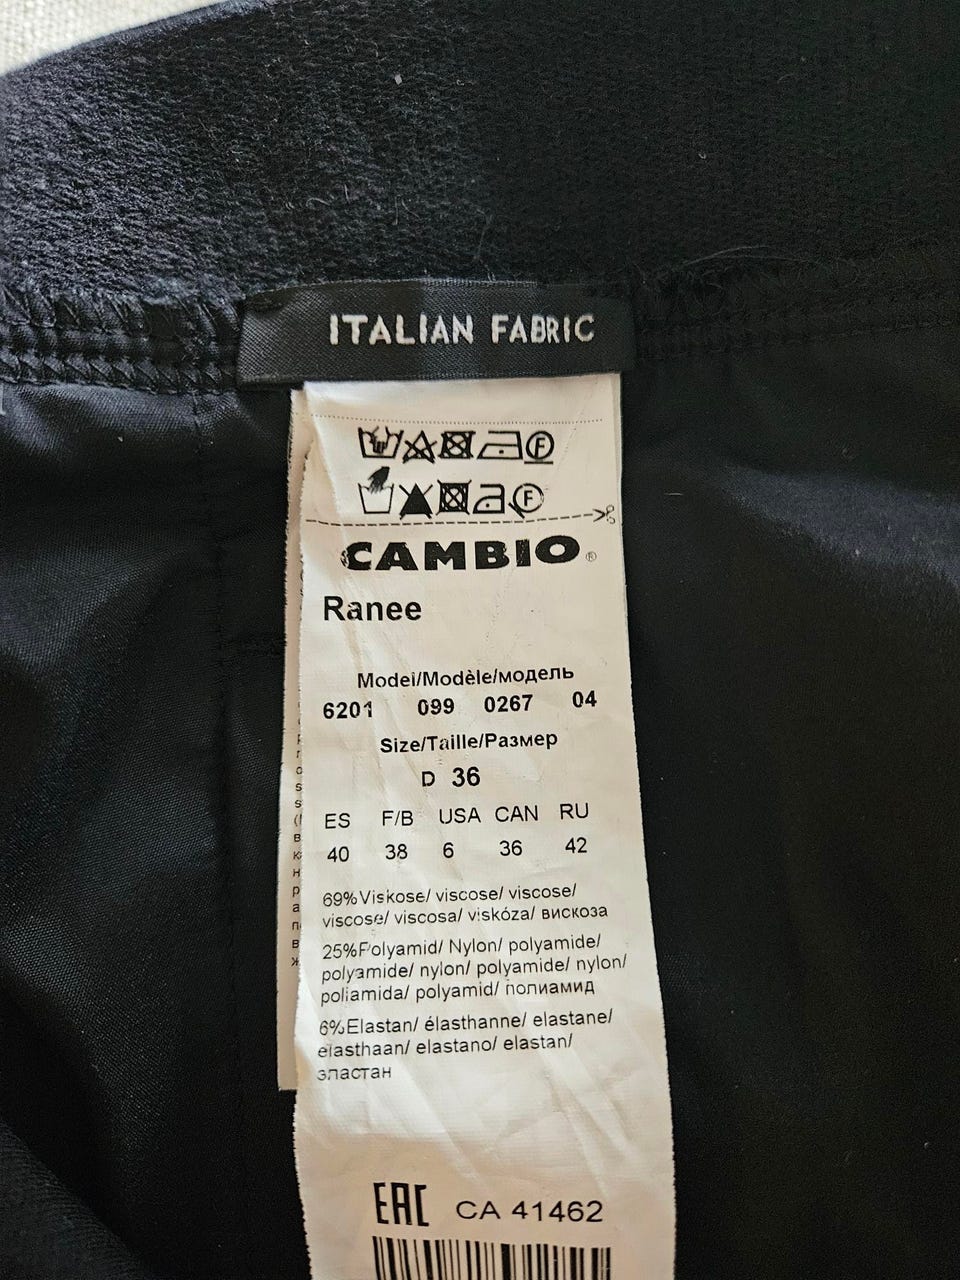 ITALIAN FABRIC
F
F
CAMBIO®
Ranee
Model/Modèle/модель
6201 099 0267 04
Size/Taille/Размер
D 36
ES F/B USA CAN RU
40 38 6 36 42
69%Viskose/ viscose/ viscose/
viscose/ viscosa/ viskóza/ вискоза
25%Polyamid/ Nylon/ polyamide/
polyamide/ nylon/ polyamide/ nylon/
poliamida/ polyamid/ полиамид
6%Elastan/ élasthanne/ elastane/
elasthaan/ elastano/ elastan/
эластан
EAC CA 41462